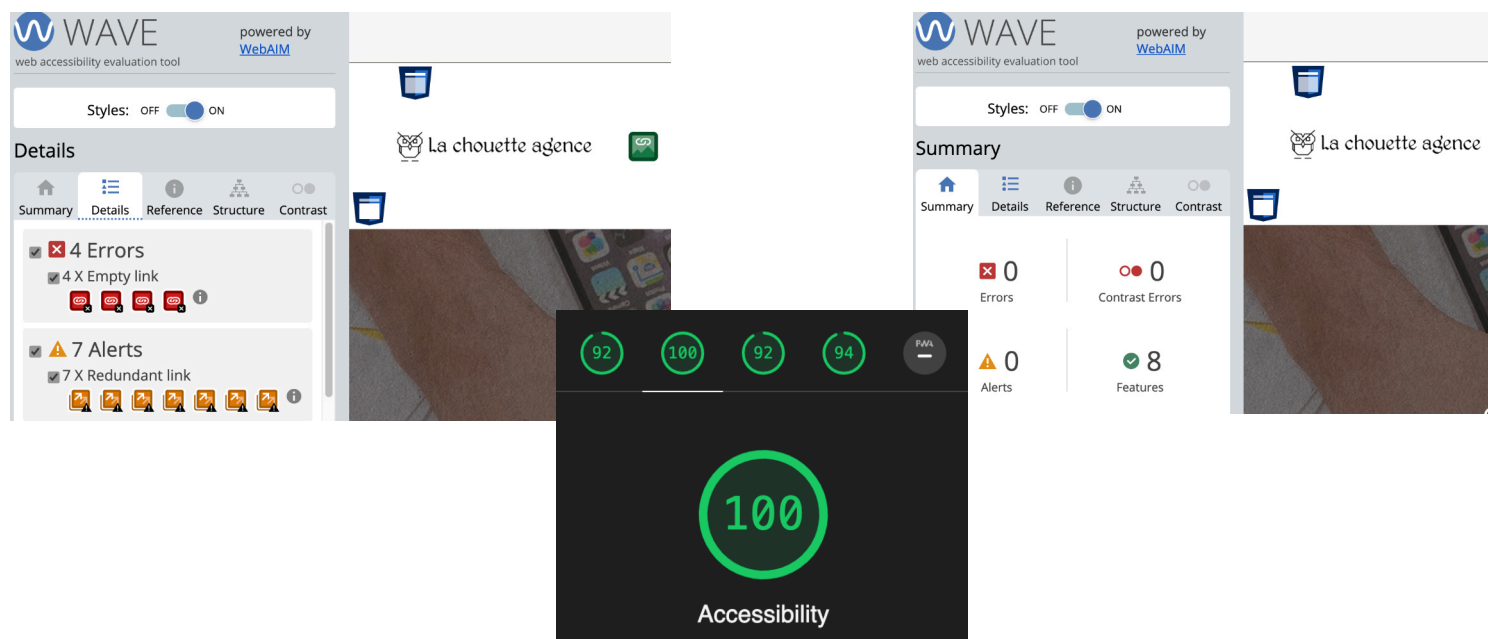 WAVE
powered by
WebAIM
web accessibility evaluation tool
Styles: OFF ON
Details
Summary Details Reference Structure Contrast
4 Errors
4 X Empty link
7 Alerts
7 X Redundant link
La chouette agence
92 100 92 94 PWA
100
Accessibility
WAVE
powered by
WebAIM
web accessibility evaluation tool
Styles: OFF ON
Summary
Summary Details Reference Structure Contrast
0 0
Errors Contrast Errors
0 8
Alerts Features
La chouette agence